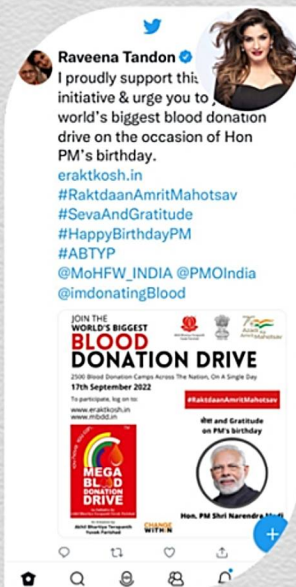 Raveena Tandon
I proudly support this
initiative & urge you to
world's biggest blood donation
drive on the occasion of Hon
PM's birthday.
eraktkosh.in
#RaktdaanAmritMahotsav
#SevaAndGratitude
#HappyBirthdayPM
#ABTYP
@MoHFW_INDIA @PMOIndia
@imdonatingBlood
JOIN THE
WORLD'S BIGGEST
BLOOD
DONATION DRIVE
2500 Blood Donation Camps Across The Nation, On A Single Day
17th September 2022
To participate, log on to:
www.eraktkosh.in
www.mbdd.in
#RaktdaanAmritMahotsav
सेवा and Gratitude
on PM's birthday
MEGA
BLOOD
DONATION
DRIVE
Akhil Bhartiya Terapanth
Yuvak Parishad
CHANGE
WITHIN
Hon. PM Shri Narendra Modi